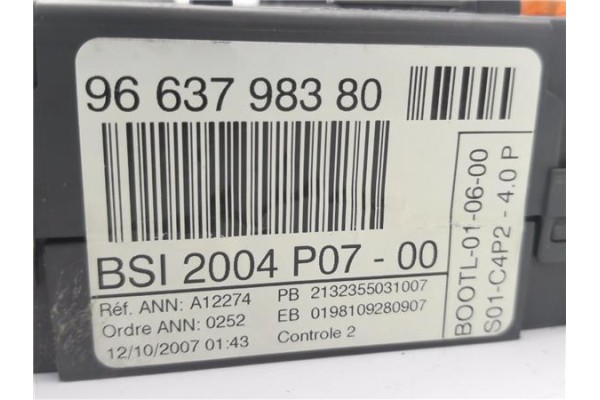 96 637 983 80
BSI 2004 P07 - 00
Réf. ANN: A12274
Ordre ANN: 0252
12/10/2007 01:43
PB 2132355031007
EB 0198109280907
Controle 2
BOOTL-01-06-00
S01-C4P2 - 4.0 P